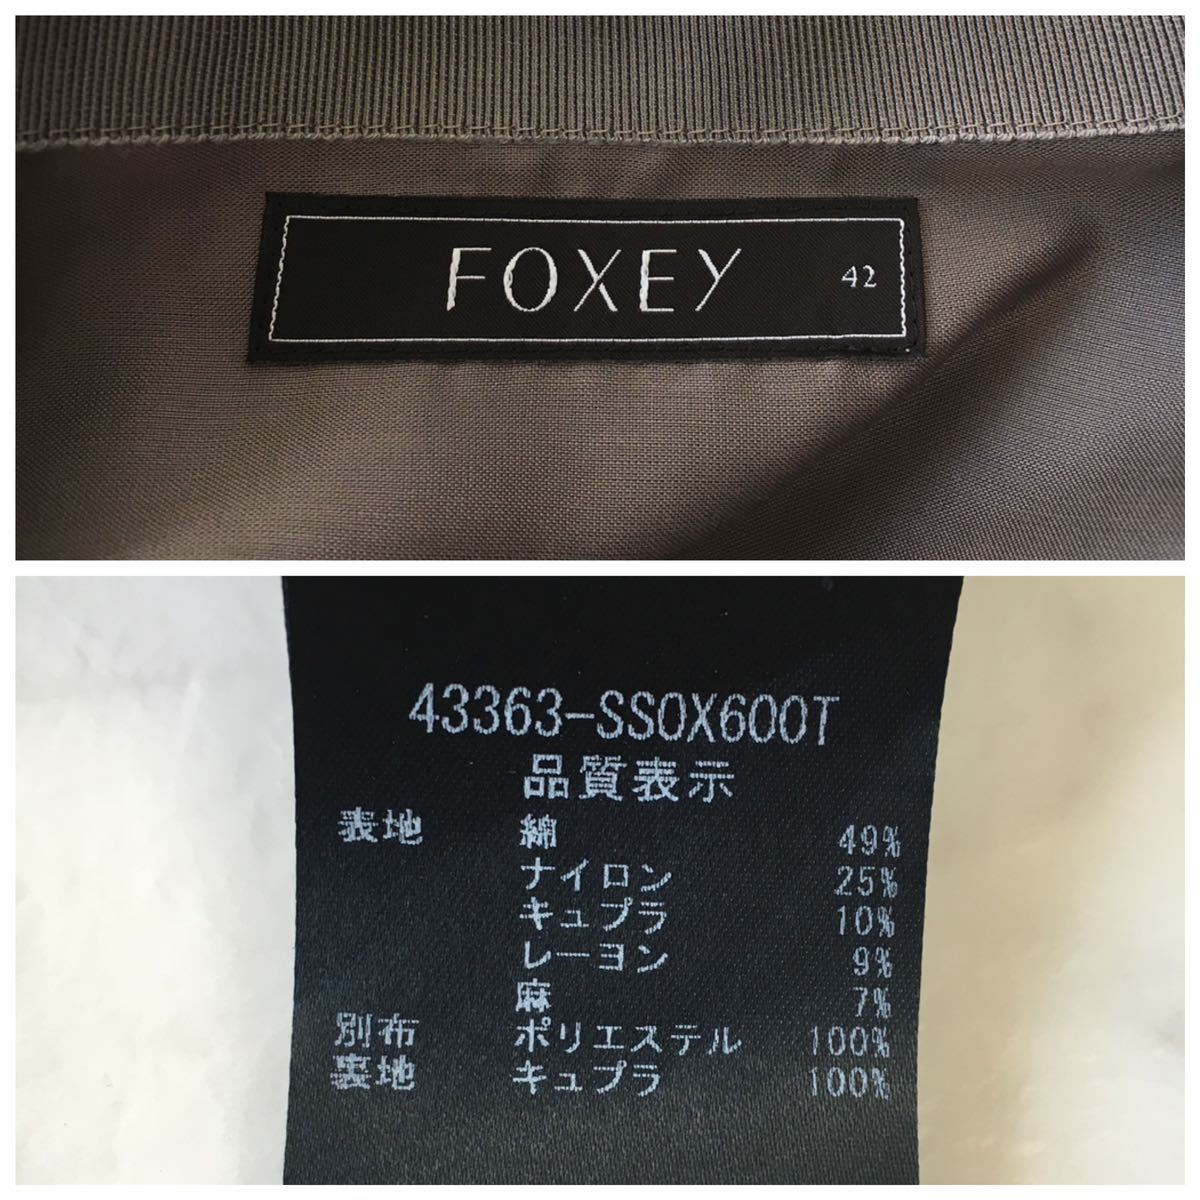 FOXEY 42
43363-SSOX600T
品質表示
表地 綿 49%
ナイロン 25%
キュプラ 10%
レーヨン 9%
麻 7%
別布 ポリエステル 100%
裏地 キュプラ 100%